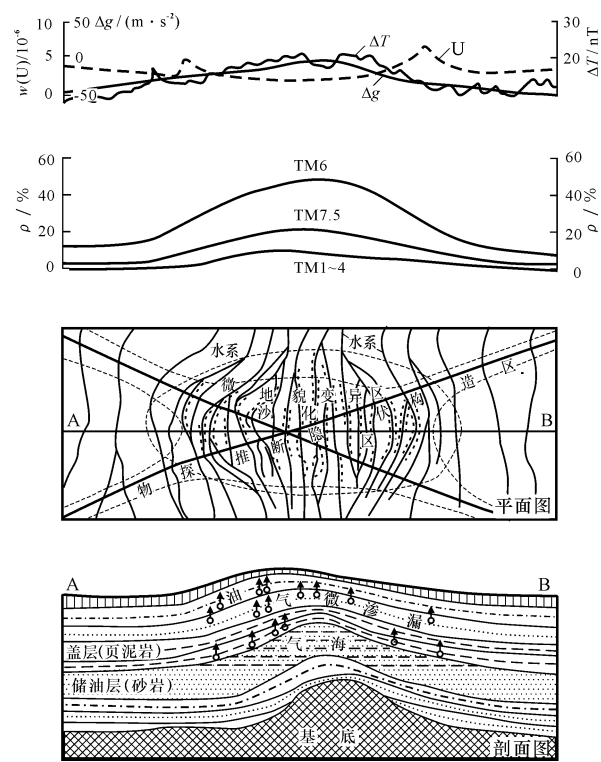 10 50 Δg/(m·s⁻²) 30
w(U)/10⁻⁶
5 0 20
0 -50 10
ΔT/nT
ΔT U
Δg
60 60
40 40
20 20
0 0
ρ/%
ρ/%
TM6
TM7.5
TM1~4
水系 水系
微地貌变异区
沙化
物探推断隐伏构造区
A B
平面图
A B
油气微渗漏
气海
盖层(页泥岩)
储油层(砂岩)
基底
剖面图